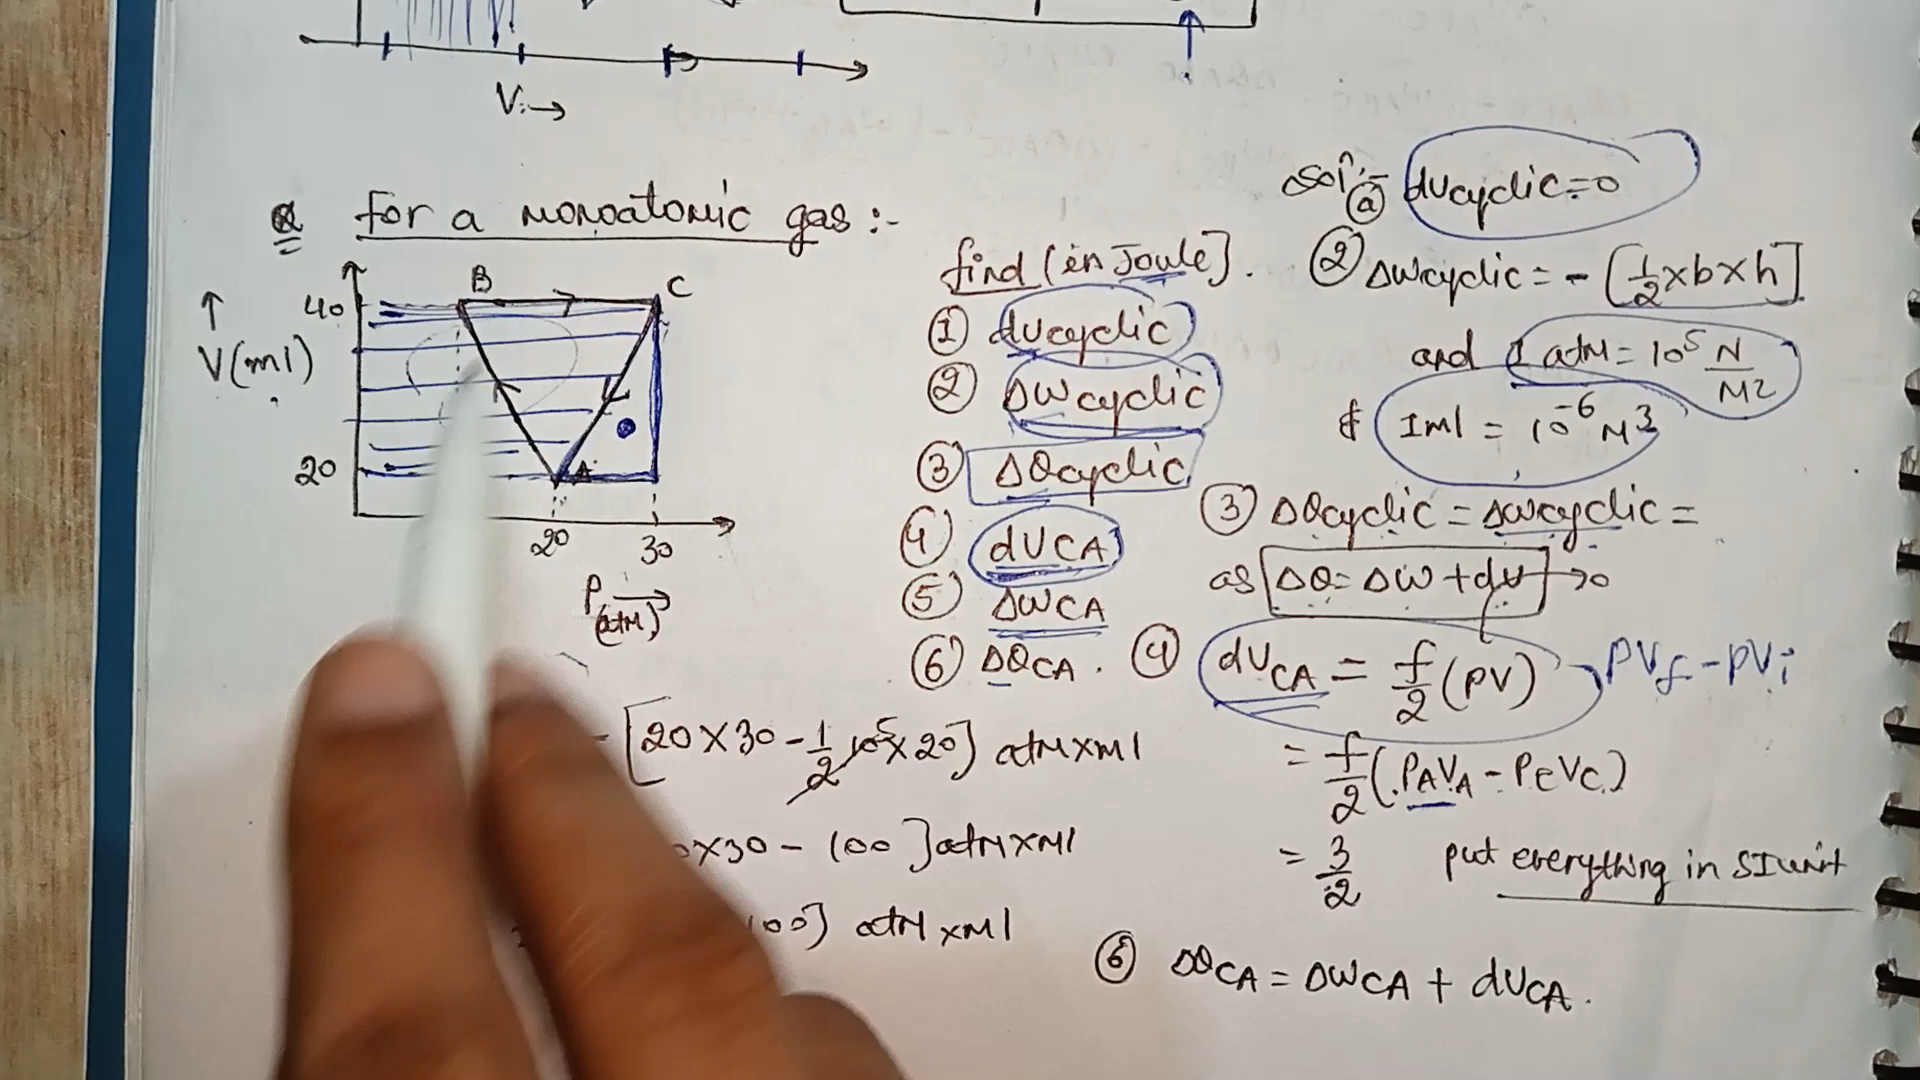 V→
Q for a monoatomic gas :-
B
C
40
↑
V(ml)
20
A
20
30
P→
(atm)
find (in Joule].
① dUcyclic
② ΔWcyclic
③ ΔQcyclic
④ dUCA
⑤ ΔWCA
⑥ ΔQCA.
Sol:- ⓐ dUcyclic=0
② ΔWcyclic = - [1/2 x b x h]
and 1 atm = 10⁵ N/M2
& 1ml = 10⁻⁶ M³
③ ΔQcyclic = ΔWcyclic =
as ΔQ = ΔW + dU → 0
④ dUCA = f/2 (PV) PVf - PVi
= f/2 (PAVA - PCVC)
= 3/2 put everything in SI unit
- [20 X 30 - 1/2 10⁵ x 20] atm x ml
x30 - 100] atm x ml
100] atm x ml
⑥ ΔQCA = ΔWCA + dUCA.